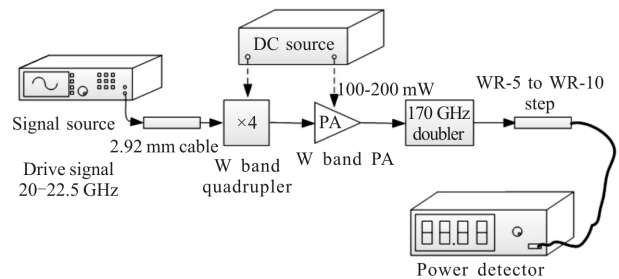 DC source
100-200 mW
WR-5 to WR-10
step
×4
PA
170 GHz
doubler
Signal source
2.92 mm cable
W band
quadrupler
W band PA
Drive signal
20−22.5 GHz
88.88
Power detector